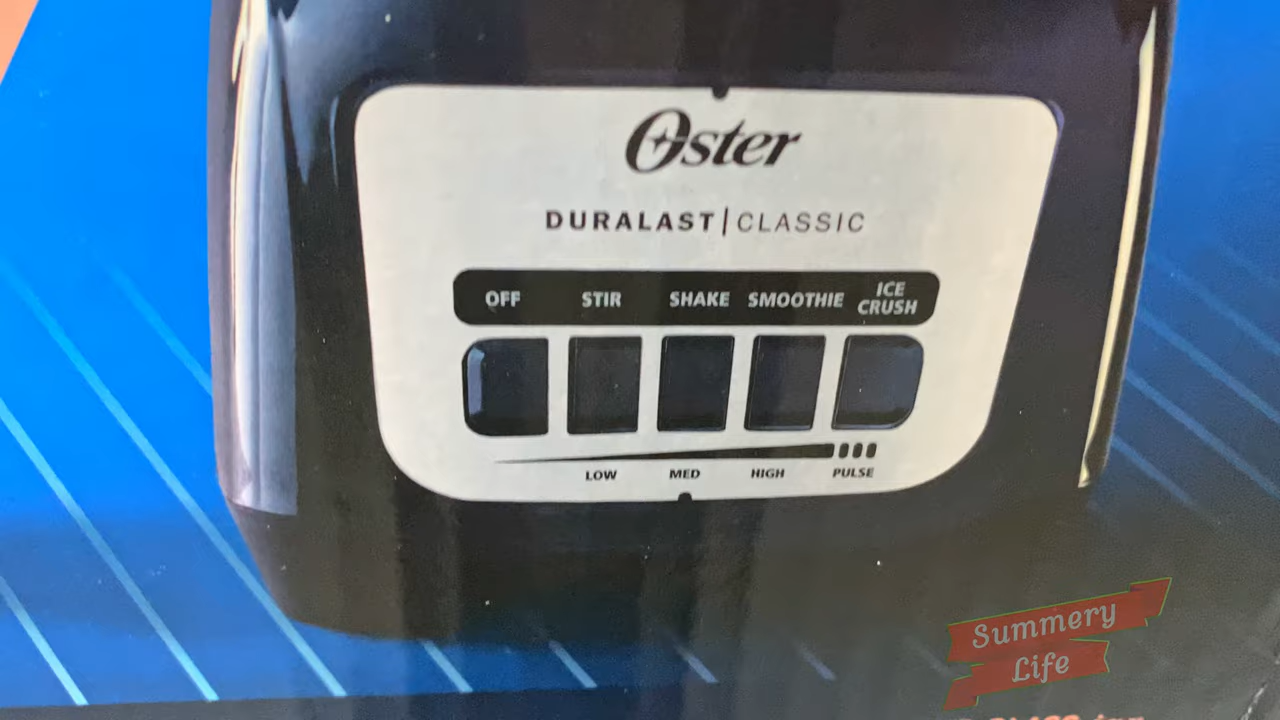 Oster
DURALAST|CLASSIC
OFF STIR SHAKE SMOOTHIE ICE CRUSH
LOW MED HIGH PULSE
Summery
Life